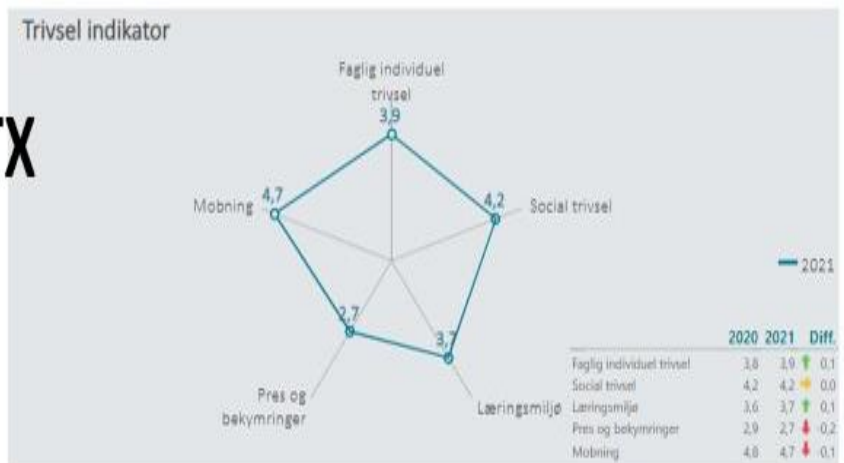 Trivsel indikator
TX
Faglig individuel
trivsel
3,9
Mobning
4,7
4,2
Social trivsel
2021
2,7
3,7
Pres og
bekymringer
Læringsmiljø
2020 2021 Diff.
Faglig individuel trivsel 3,8 3,9 0,1
Social trivsel 4,2 4,2 0,0
Læringsmiljø 3,6 3,7 0,1
Pres og bekymringer 2,9 2,7 -0,2
Mobning 4,8 4,7 -0,1